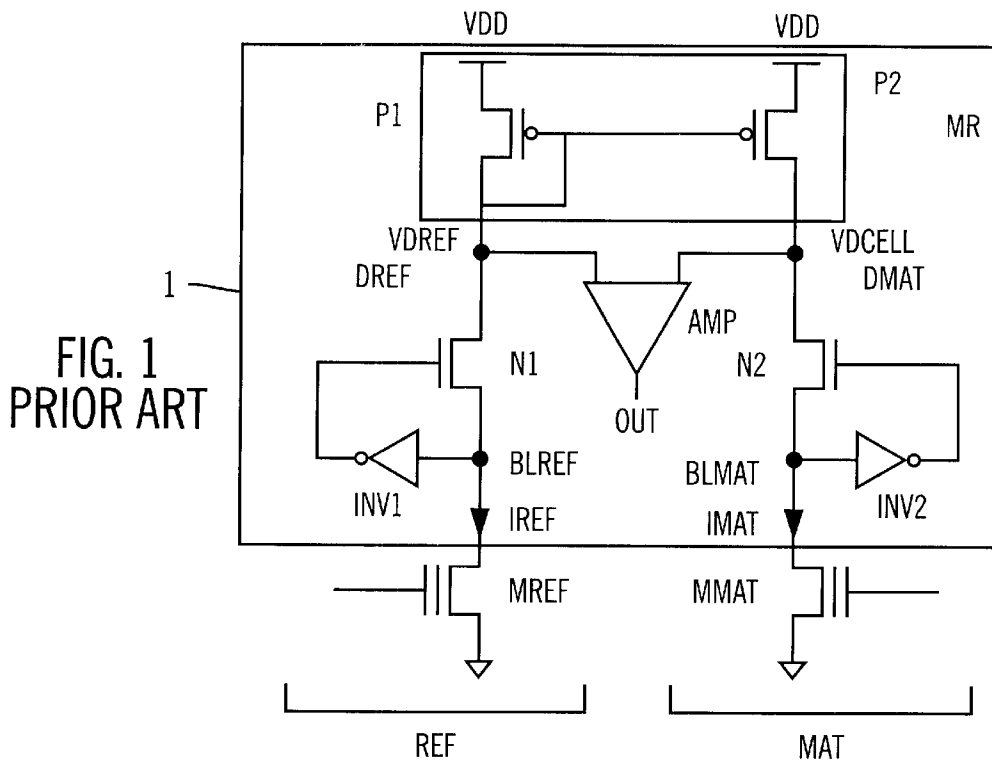 VDD
VDD
P1
P2
MR
VDREF
DREF
VDCELL
DMAT
1
AMP
FIG. 1
PRIOR ART
N1
N2
OUT
BLREF
BLMAT
INV1
INV2
IREF
IMAT
MREF
MMAT
REF
MAT